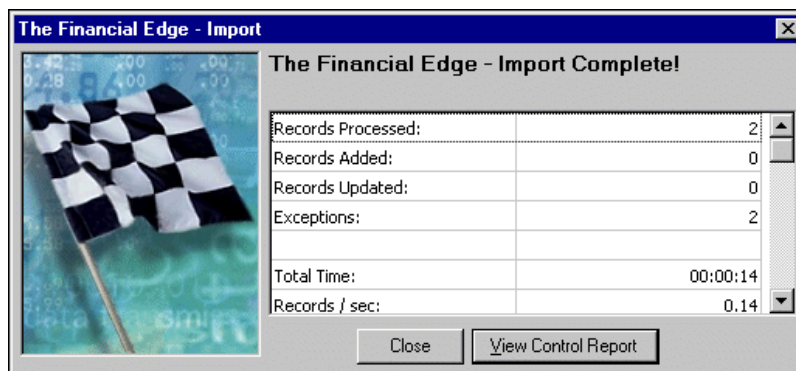 The Financial Edge - Import
The Financial Edge - Import Complete!
Records Processed: 2
Records Added: 0
Records Updated: 0
Exceptions: 2
Total Time: 00:00:14
Records / sec: 0.14
Close View Control Report